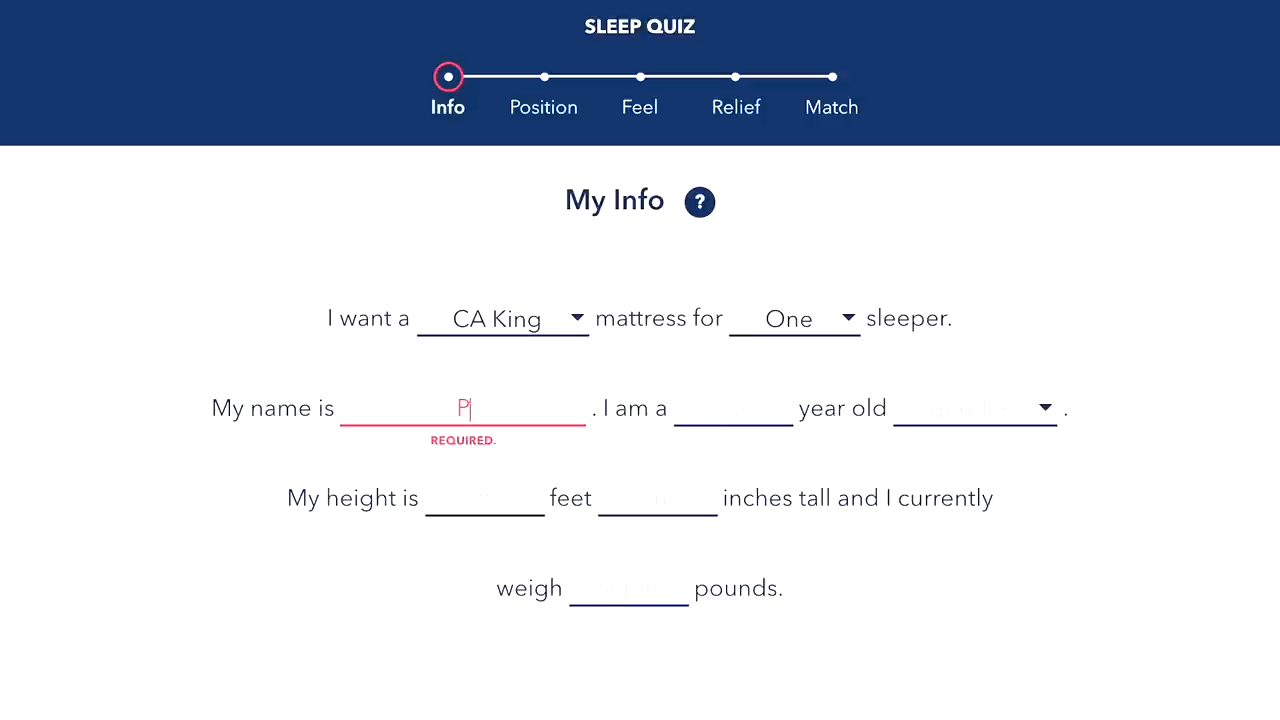 SLEEP QUIZ
Info Position Feel Relief Match
My Info ?
I want a CA King mattress for One sleeper.
My name is P . I am a year old .
REQUIRED.
My height is feet inches tall and I currently
weigh pounds.